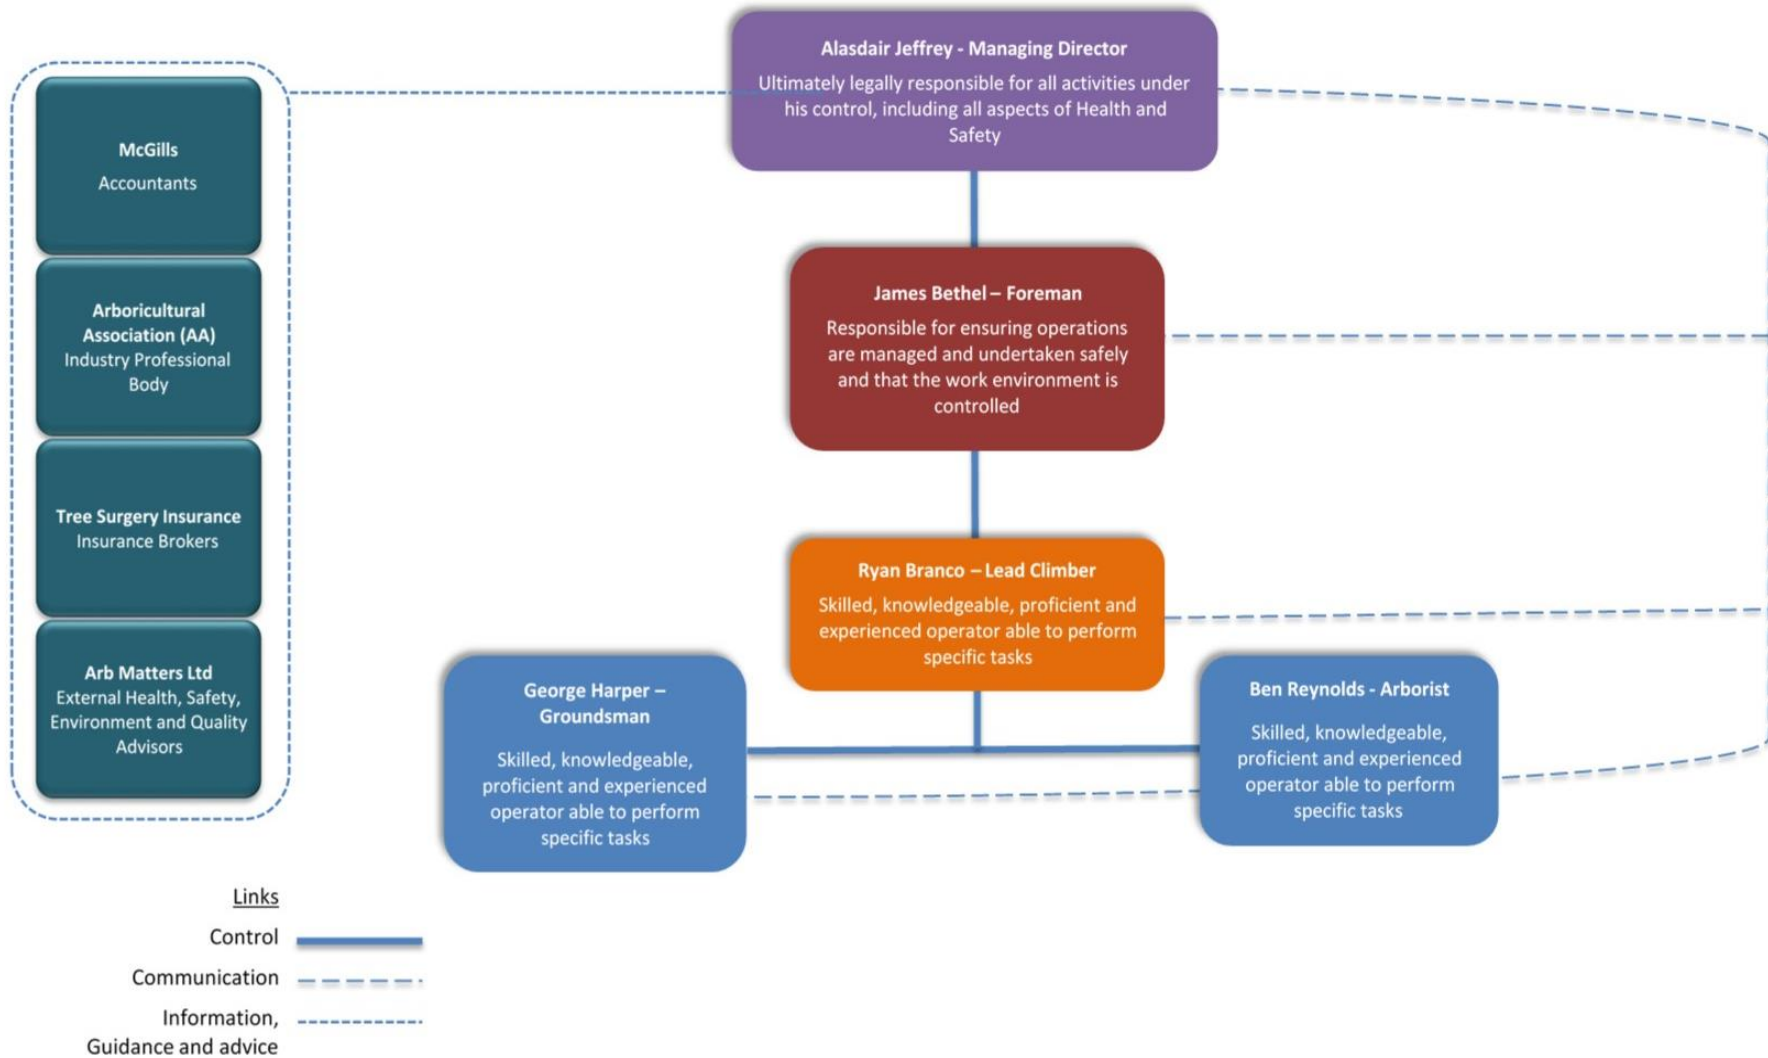 Alasdair Jeffrey - Managing Director
Ultimately legally responsible for all activities under
his control, including all aspects of Health and
Safety
McGills
Accountants
Arboricultural
Association (AA)
Industry Professional
Body
Tree Surgery Insurance
Insurance Brokers
Arb Matters Ltd
External Health, Safety,
Environment and Quality
Advisors
James Bethel – Foreman
Responsible for ensuring operations
are managed and undertaken safely
and that the work environment is
controlled
Ryan Branco – Lead Climber
Skilled, knowledgeable, proficient and
experienced operator able to perform
specific tasks
George Harper –
Groundsman
Skilled, knowledgeable,
proficient and experienced
operator able to perform
specific tasks
Ben Reynolds - Arborist
Skilled, knowledgeable,
proficient and experienced
operator able to perform
specific tasks
Links
Control
Communication
Information,
Guidance and advice